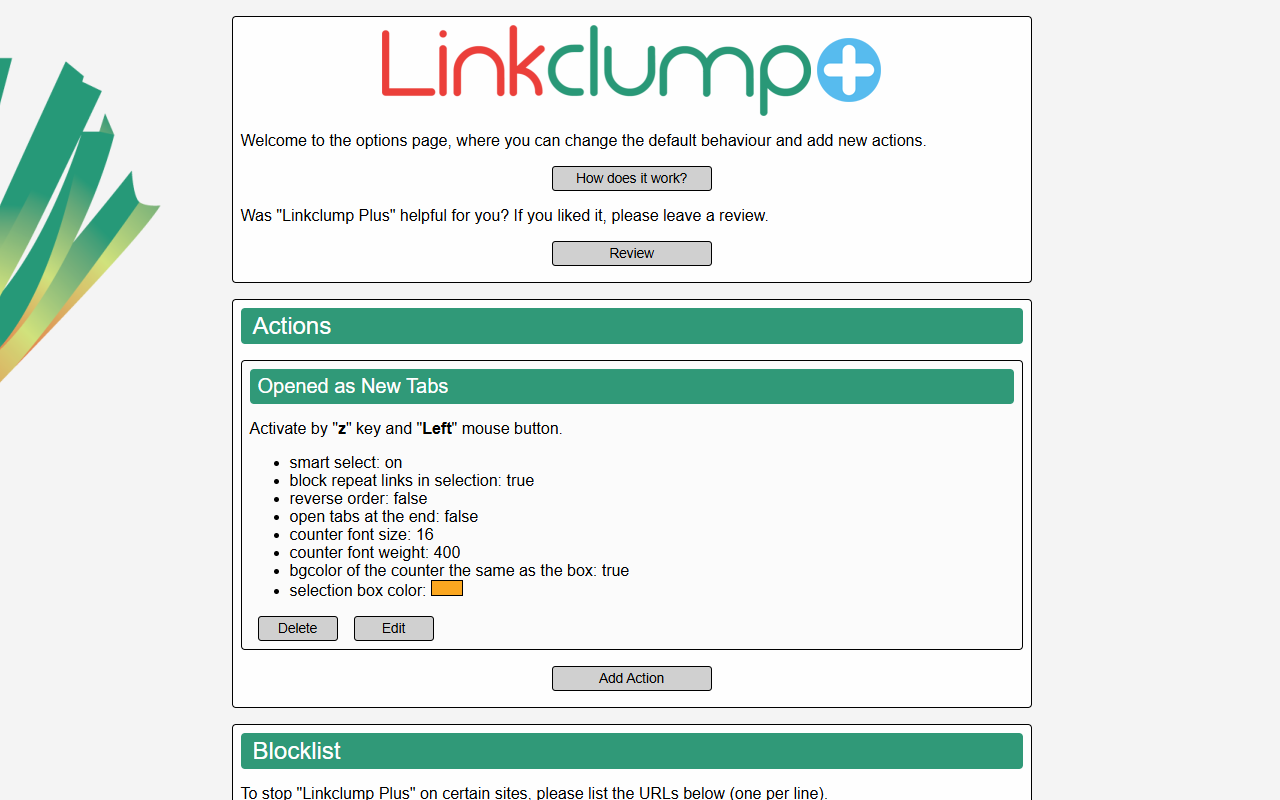 Linkclump+
Welcome to the options page, where you can change the default behaviour and add new actions.
How does it work?
Was "Linkclump Plus" helpful for you? If you liked it, please leave a review.
Review
Actions
Opened as New Tabs
Activate by "z" key and "Left" mouse button.
smart select: on
block repeat links in selection: true
reverse order: false
open tabs at the end: false
counter font size: 16
counter font weight: 400
bgcolor of the counter the same as the box: true
selection box color:
Delete Edit
Add Action
Blocklist
To stop "Linkclump Plus" on certain sites, please list the URLs below (one per line).